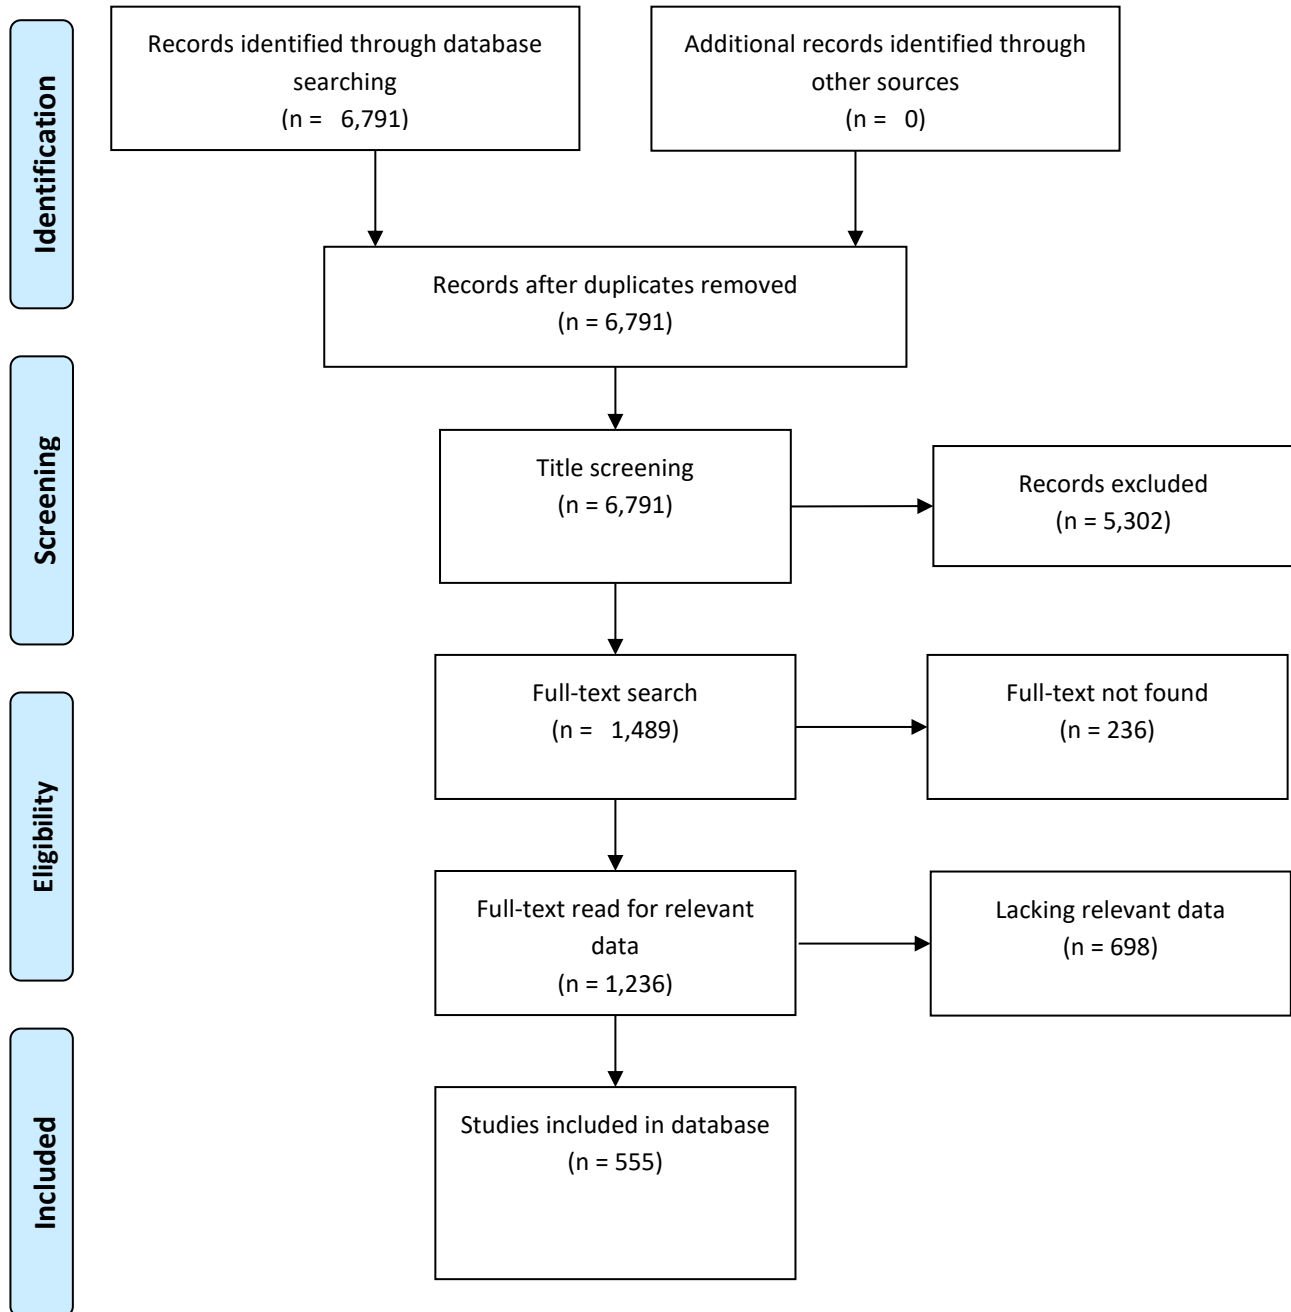 Identification
Records identified through database
searching
(n =   6,791)
Additional records identified through
other sources
(n =   0)
Records after duplicates removed
(n = 6,791)
Screening
Title screening
(n = 6,791)
Records excluded
(n = 5,302)
Eligibility
Full-text search
(n =   1,489)
Full-text not found
(n = 236)
Full-text read for relevant
data
(n = 1,236)
Lacking relevant data
(n = 698)
Included
Studies included in database
(n = 555)